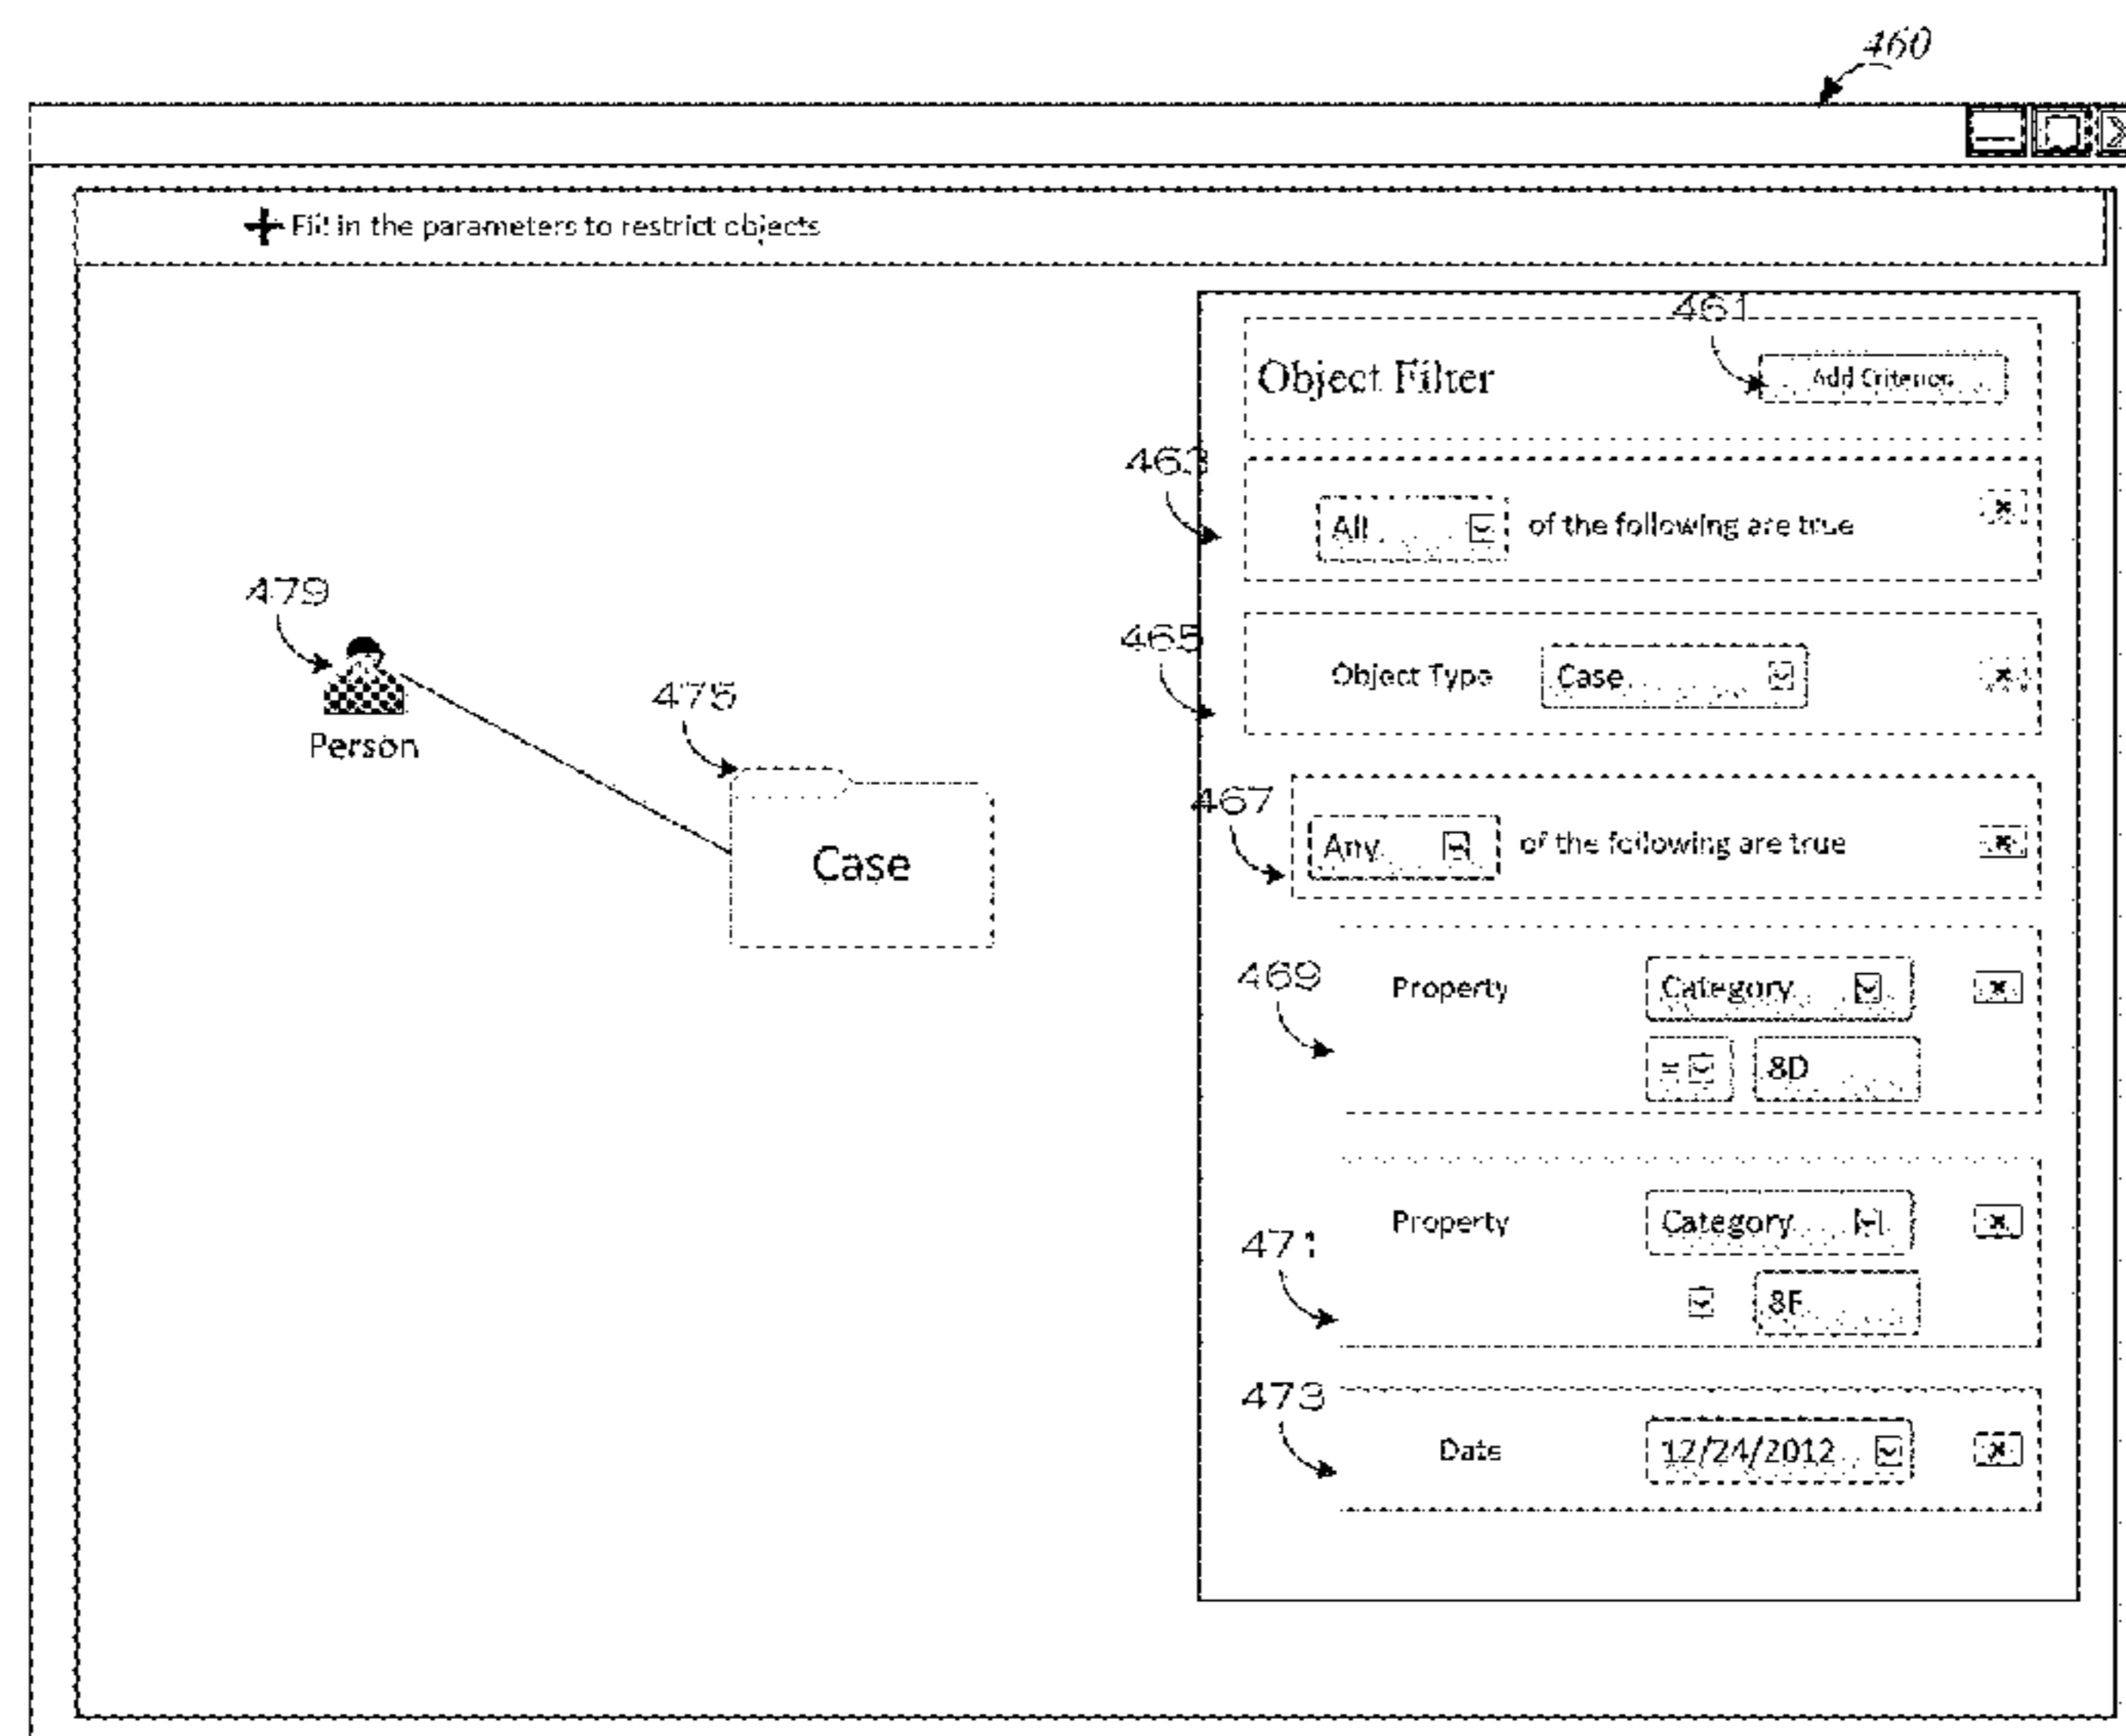 460
Fill in the parameters to restrict objects
461
Object Filter
Add Criterion
463
All
of the following are true
479
465
Object Type
Case
475
Person
467
Any
of the following are true
Case
469
Property
Category
=
8D
Property
Category
471
473
Date
12/24/2012